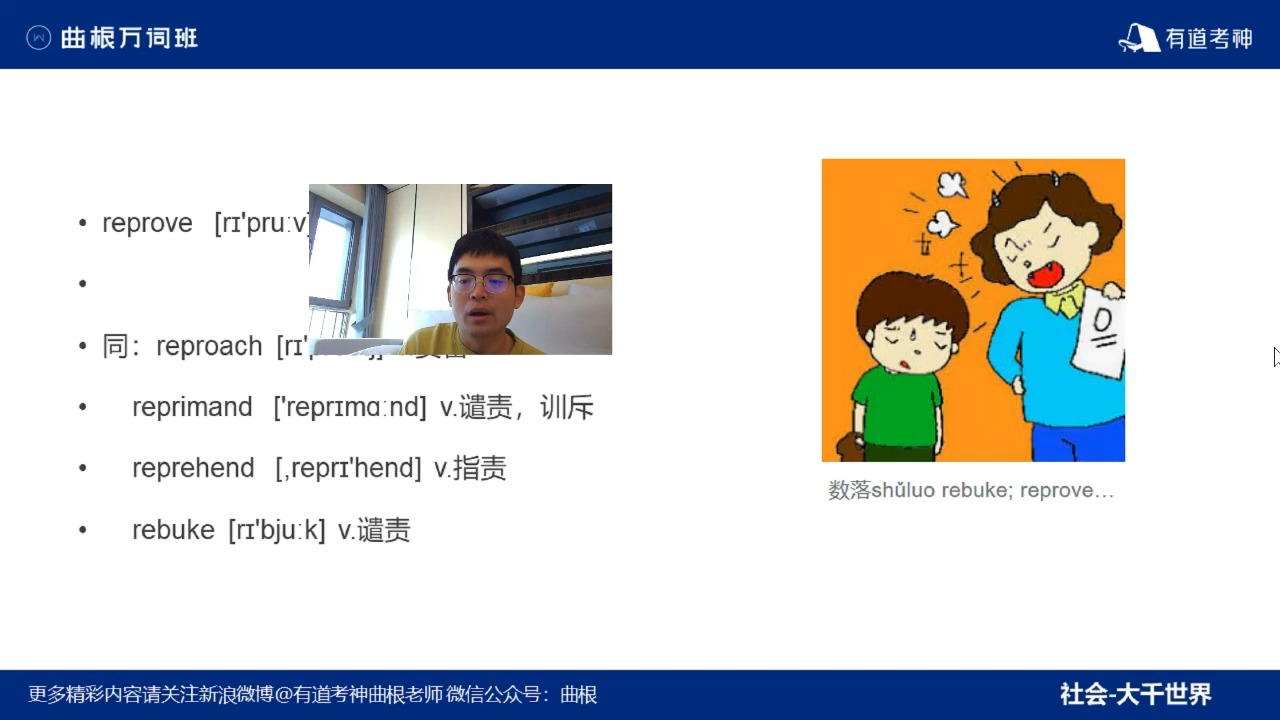 曲根万词班
有道考神
• reprove [rɪ'pruːv]
•
• 同：reproach [rɪ'
• reprimand ['reprɪmɑːnd] v.谴责，训斥
• reprehend [ˌreprɪ'hend] v.指责
• rebuke [rɪ'bjuːk] v.谴责
0
数落shǔluo rebuke; reprove…
更多精彩内容请关注新浪微博@有道考神曲根老师 微信公众号：曲根
社会-大千世界